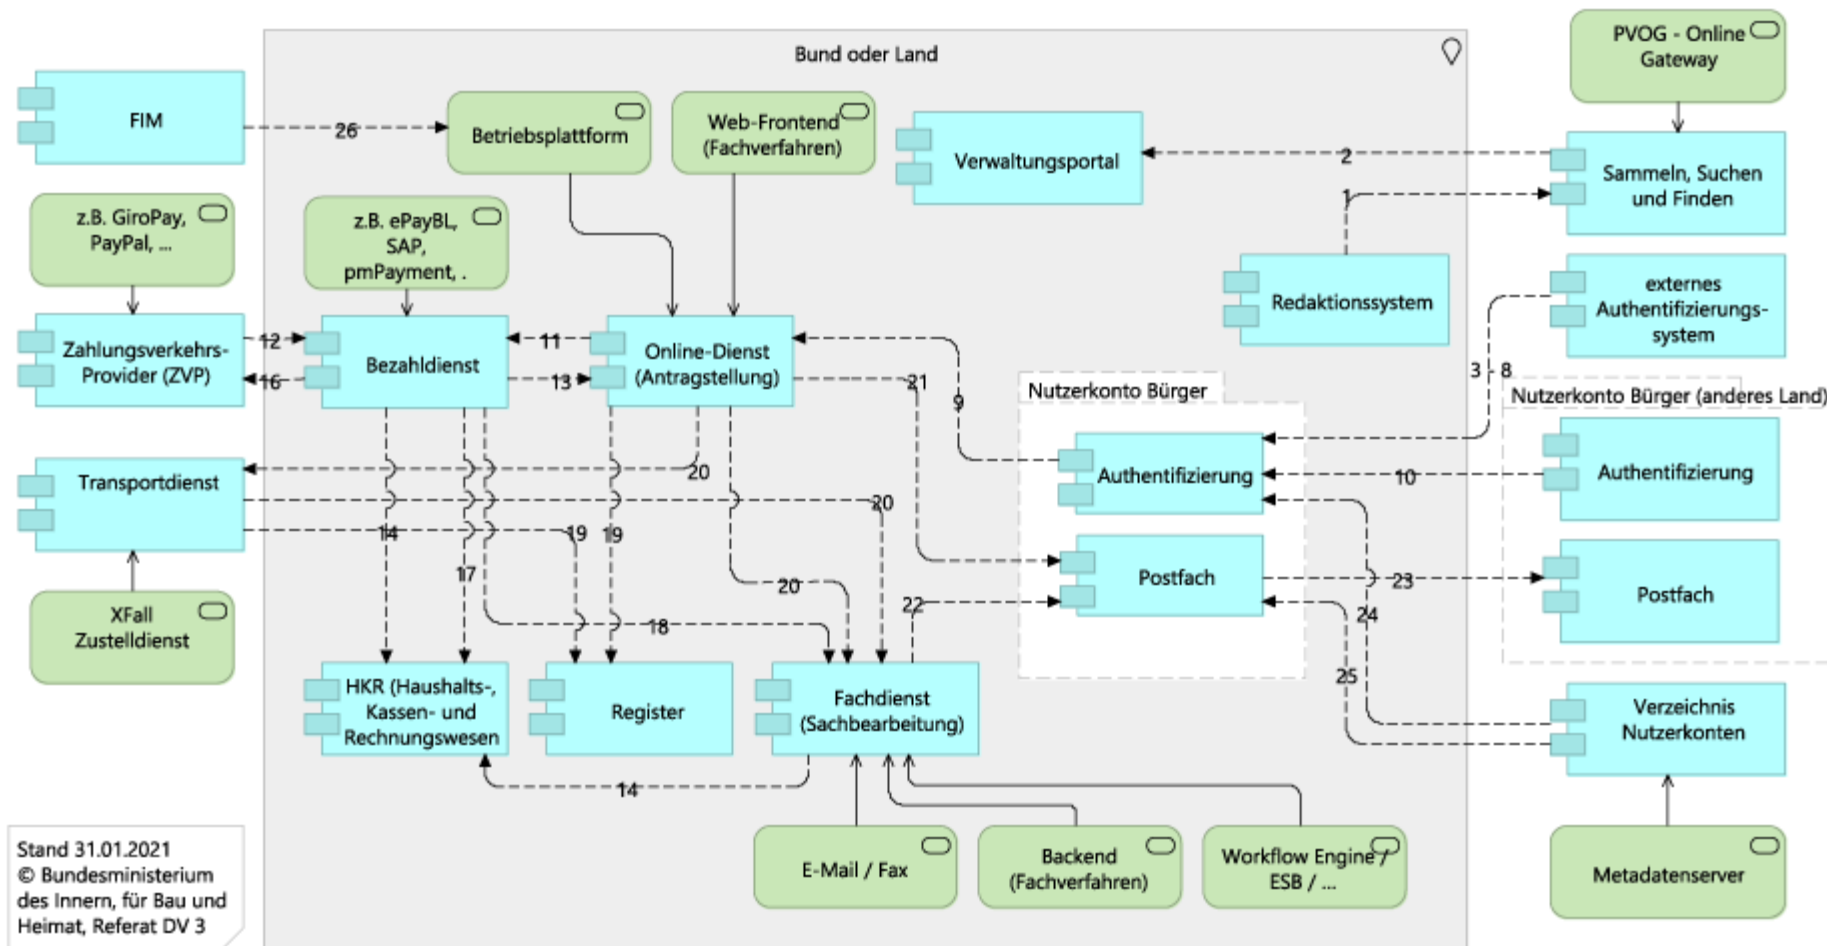 Bund oder Land
PVOG - Online
Gateway
FIM
26
Betriebsplattform
Web-Frontend
(Fachverfahren)
Verwaltungsportal
2
1
Sammeln, Suchen
und Finden
z.B. GiroPay,
PayPal, ...
z.B. ePayBL,
SAP,
pmPayment, .
Redaktionssystem
externes
Authentifizierungs-
system
Zahlungsverkehrs-
Provider (ZVP)
12
16
Bezahldienst
11
13
Online-Dienst
(Antragstellung)
21
9
3 - 8
Nutzerkonto Bürger
Nutzerkonto Bürger (anderes Land)
Transportdienst
20
20
14
19
19
17
Authentifizierung
10
Authentifizierung
20
22
18
Postfach
23
24
25
Postfach
XFall
Zustelldienst
HKR (Haushalts-,
Kassen- und
Rechnungswesen
Register
Fachdienst
(Sachbearbeitung)
Verzeichnis
Nutzerkonten
14
E-Mail / Fax
Backend
(Fachverfahren)
Workflow Engine /
ESB / ...
Metadatenserver
Stand 31.01.2021
© Bundesministerium
des Innern, für Bau und
Heimat, Referat DV 3